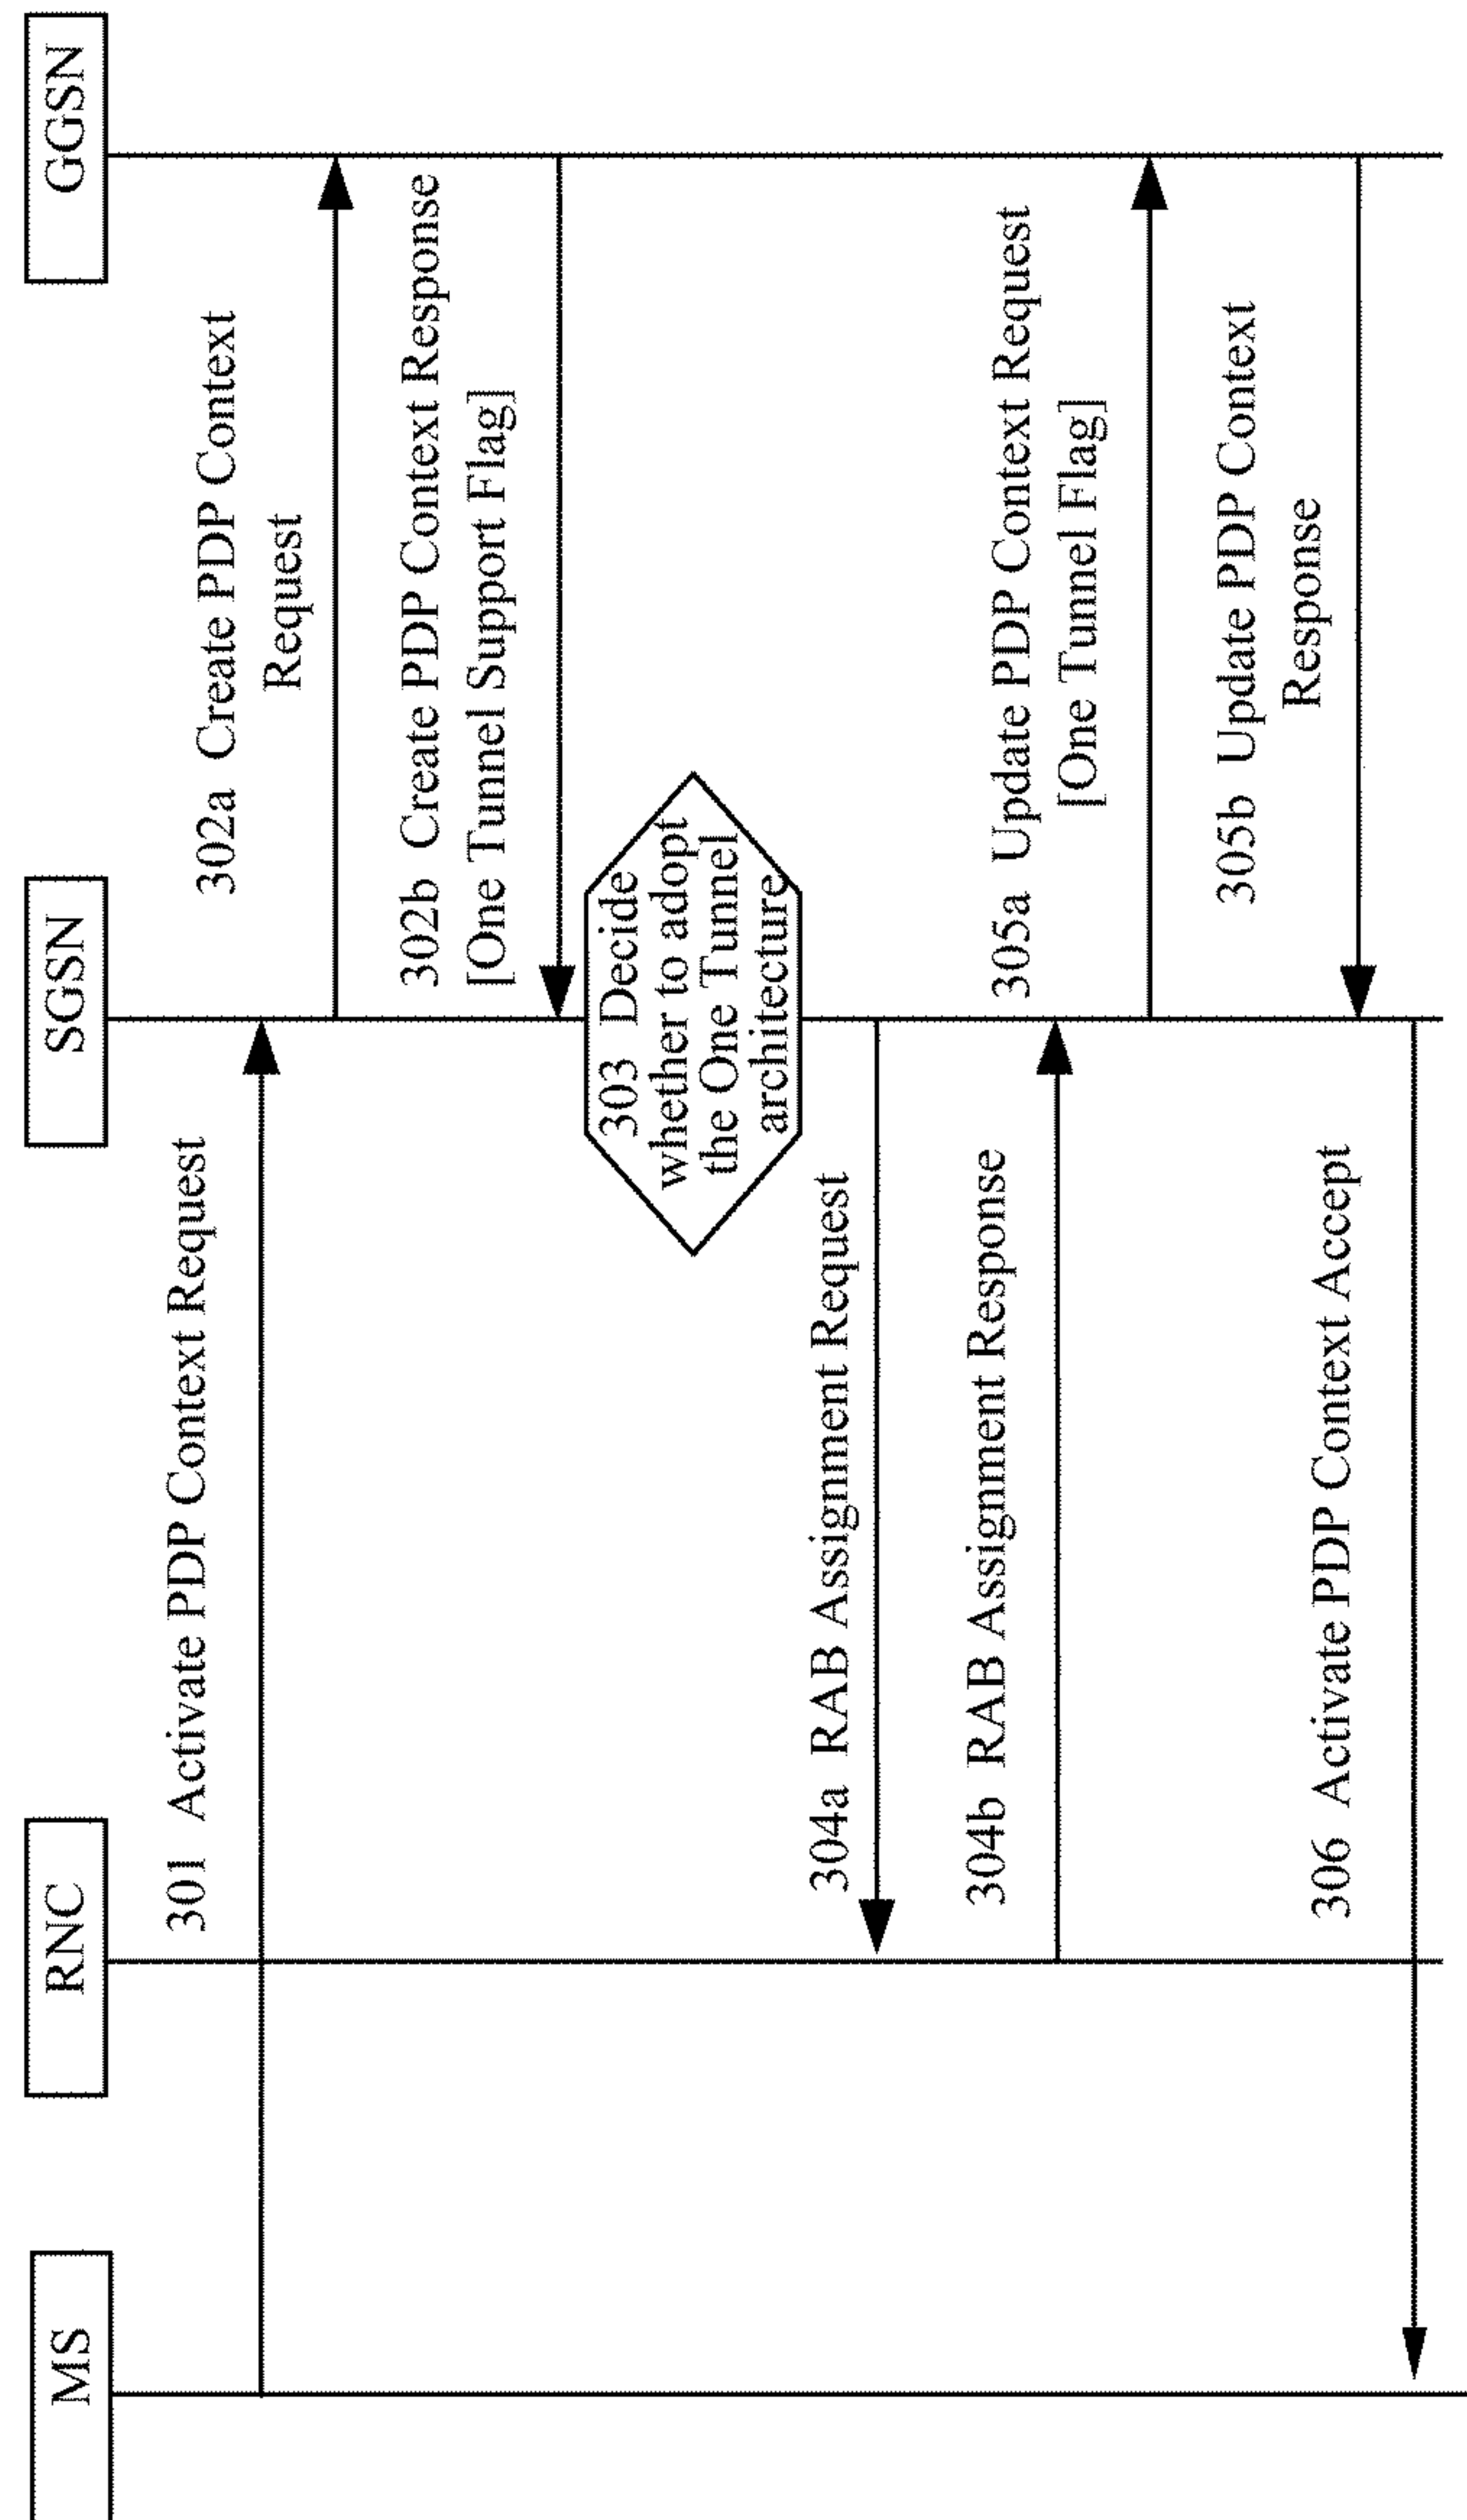 MS
RNC
SGSN
GGSN
301 Activate PDP Context Request
302a Create PDP Context
Request
302b Create PDP Context Response
[One Tunnel Support Flag]
303 Decide
whether to adopt
the One Tunnel
architecture
304a RAB Assignment Request
304b RAB Assignment Response
305a Update PDP Context Request
[One Tunnel Flag]
305b Update PDP Context
Response
306 Activate PDP Context Accept